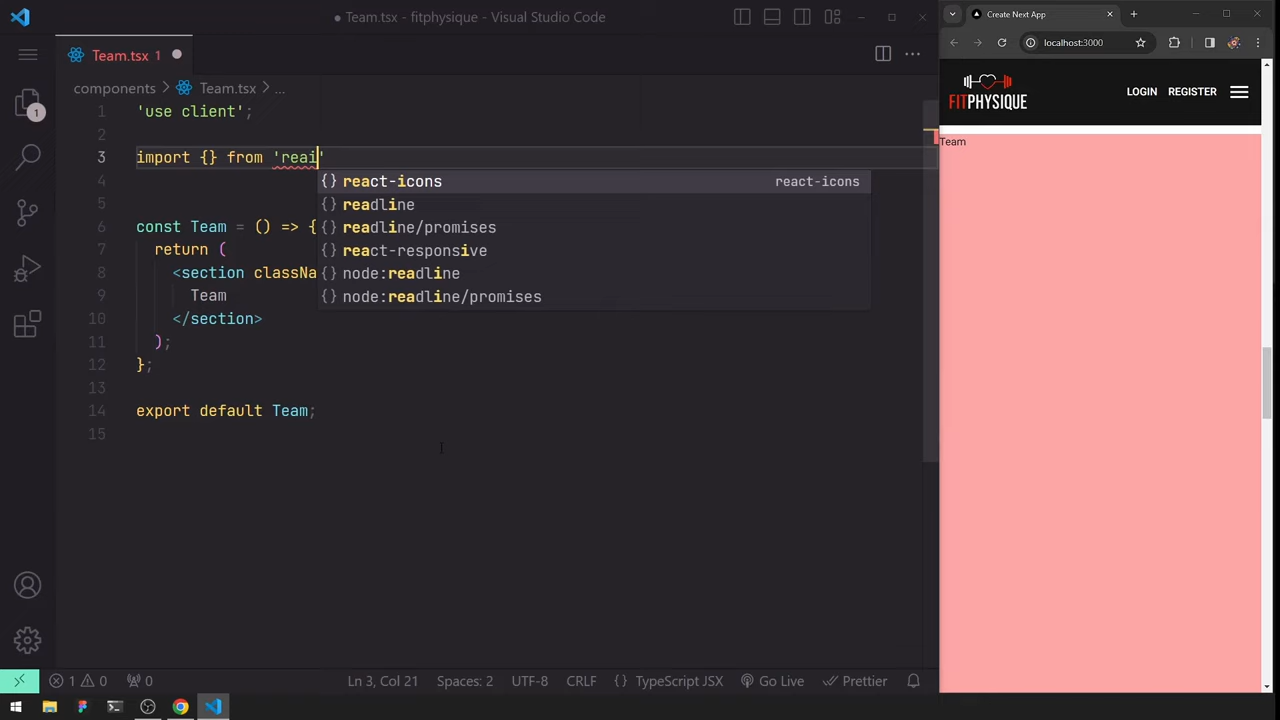 Team.tsx - fitphysique - Visual Studio Code
Team.tsx 1
components > Team.tsx > ...
1 'use client';
2
3 import {} from 'reai'
4
5
6 const Team = () => {
7 return (
8 <section classNa
9 Team
10 </section>
11 );
12 };
13
14 export default Team;
15
{} react-icons react-icons
{} readline
{} readline/promises
{} react-responsive
{} node:readline
{} node:readline/promises
1
1 0 0 Ln 3, Col 21 Spaces: 2 UTF-8 CRLF {} TypeScript JSX Go Live Prettier
Create Next App
localhost:3000
FITPHYSIQUE LOGIN REGISTER
Team